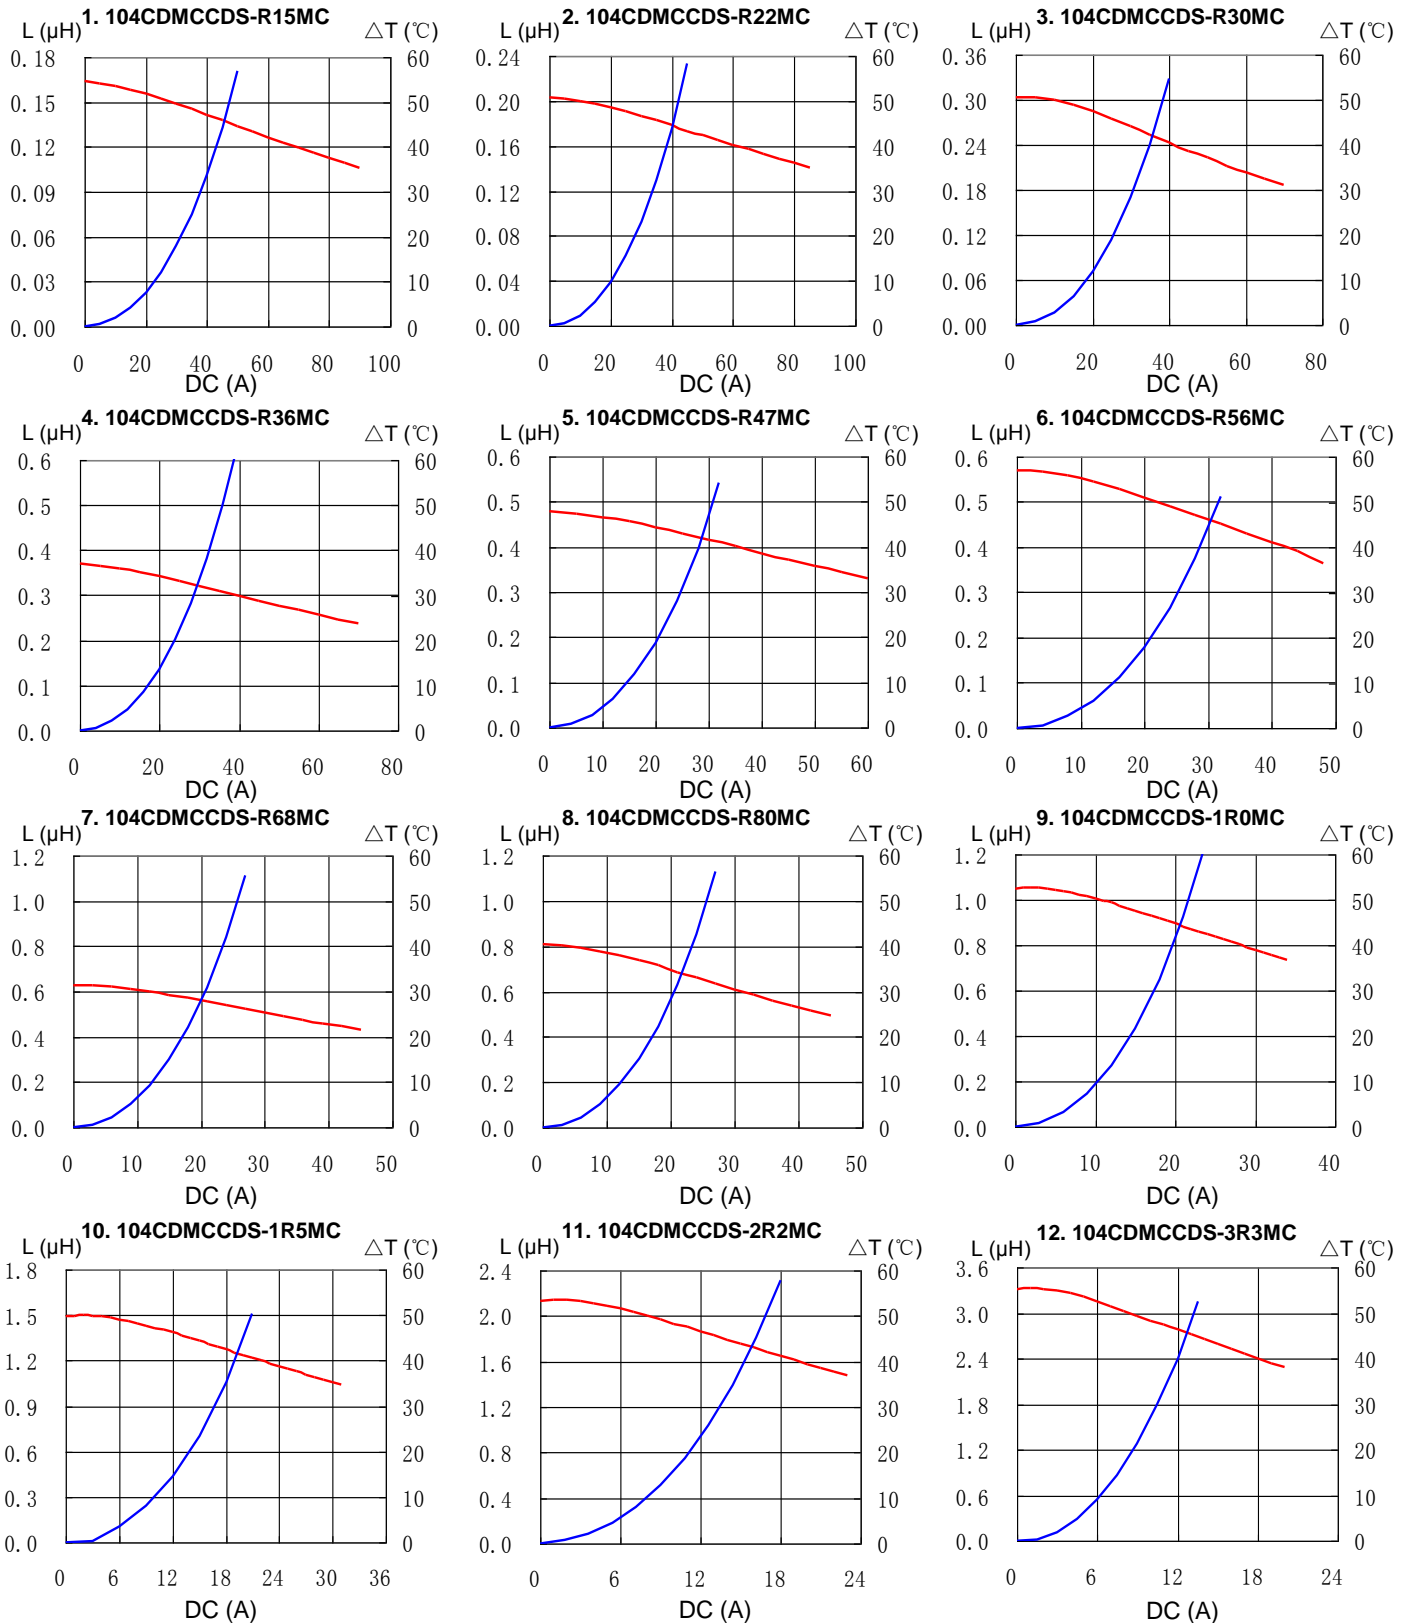 1. 104CDMCCDS-R15MC
L (μH)
△T (℃)
0.18
0.15
0.12
0.09
0.06
0.03
0.00
60
50
40
30
20
10
0
0 20 40 60 80 100
DC (A)
2. 104CDMCCDS-R22MC
L (μH)
△T (℃)
0.24
0.20
0.16
0.12
0.08
0.04
0.00
60
50
40
30
20
10
0
0 20 40 60 80 100
DC (A)
3. 104CDMCCDS-R30MC
L (μH)
△T (℃)
0.36
0.30
0.24
0.18
0.12
0.06
0.00
60
50
40
30
20
10
0
0 20 40 60 80
DC (A)
4. 104CDMCCDS-R36MC
L (μH)
△T (℃)
0.6
0.5
0.4
0.3
0.2
0.1
0.0
60
50
40
30
20
10
0
0 20 40 60 80
DC (A)
5. 104CDMCCDS-R47MC
L (μH)
△T (℃)
0.6
0.5
0.4
0.3
0.2
0.1
0.0
60
50
40
30
20
10
0
0 10 20 30 40 50 60
DC (A)
6. 104CDMCCDS-R56MC
L (μH)
△T (℃)
0.6
0.5
0.4
0.3
0.2
0.1
0.0
60
50
40
30
20
10
0
0 10 20 30 40 50
DC (A)
7. 104CDMCCDS-R68MC
L (μH)
△T (℃)
1.2
1.0
0.8
0.6
0.4
0.2
0.0
60
50
40
30
20
10
0
0 10 20 30 40 50
DC (A)
8. 104CDMCCDS-R80MC
L (μH)
△T (℃)
1.2
1.0
0.8
0.6
0.4
0.2
0.0
60
50
40
30
20
10
0
0 10 20 30 40 50
DC (A)
9. 104CDMCCDS-1R0MC
L (μH)
△T (℃)
1.2
1.0
0.8
0.6
0.4
0.2
0.0
60
50
40
30
20
10
0
0 10 20 30 40
DC (A)
10. 104CDMCCDS-1R5MC
L (μH)
△T (℃)
1.8
1.5
1.2
0.9
0.6
0.3
0.0
60
50
40
30
20
10
0
0 6 12 18 24 30 36
DC (A)
11. 104CDMCCDS-2R2MC
L (μH)
△T (℃)
2.4
2.0
1.6
1.2
0.8
0.4
0.0
60
50
40
30
20
10
0
0 6 12 18 24
DC (A)
12. 104CDMCCDS-3R3MC
L (μH)
△T (℃)
3.6
3.0
2.4
1.8
1.2
0.6
0.0
60
50
40
30
20
10
0
0 6 12 18 24
DC (A)